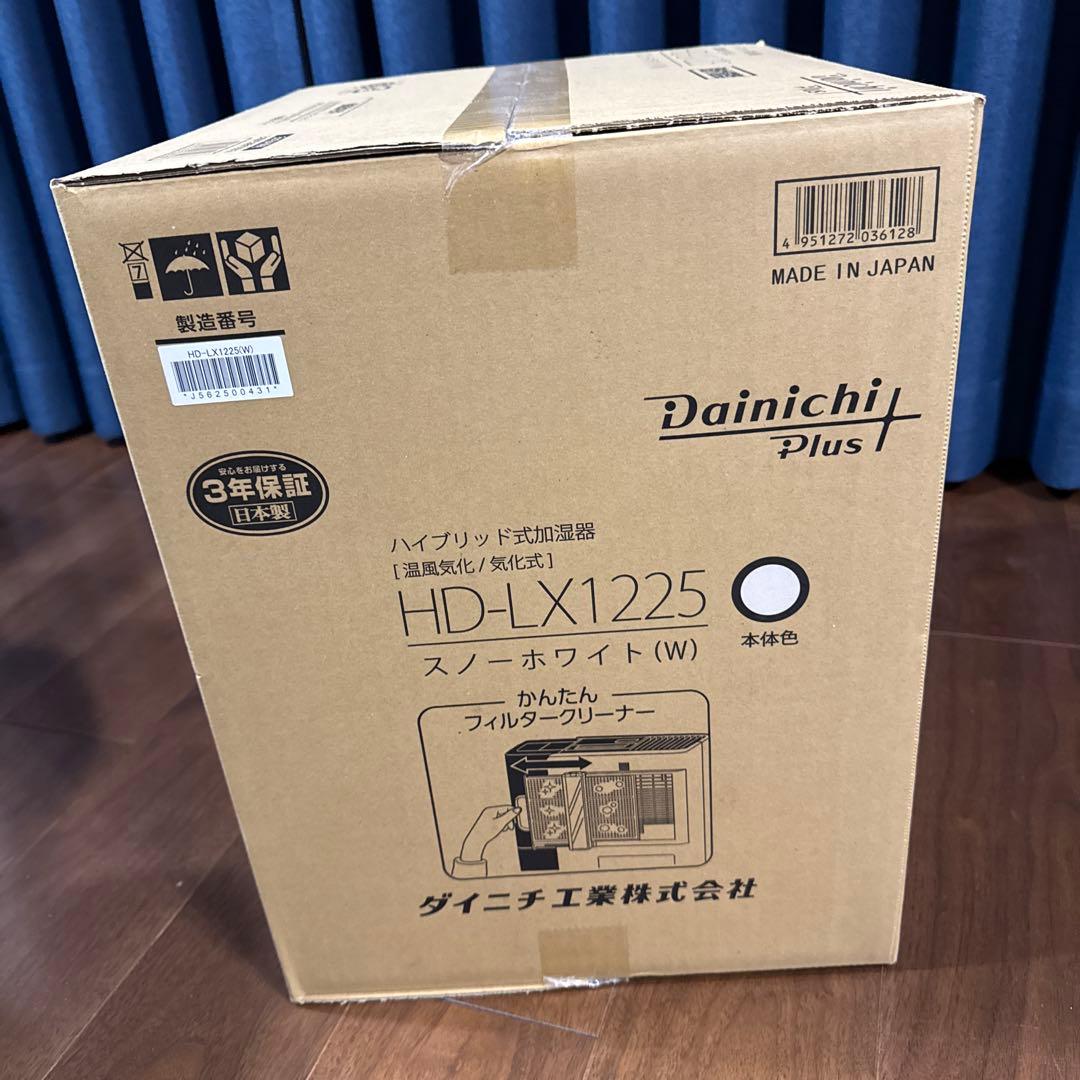 4 951272 036128
MADE IN JAPAN
7
製造番号
HD-LX1225(W)
*J562500431*
Dainichi
Plus
安心をお届けする
3年保証
日本製
ハイブリッド式加湿器
[温風気化/気化式]
HD-LX1225
スノーホワイト(W)
本体色
かんたん
フィルタークリーナー
ダイニチ工業株式会社